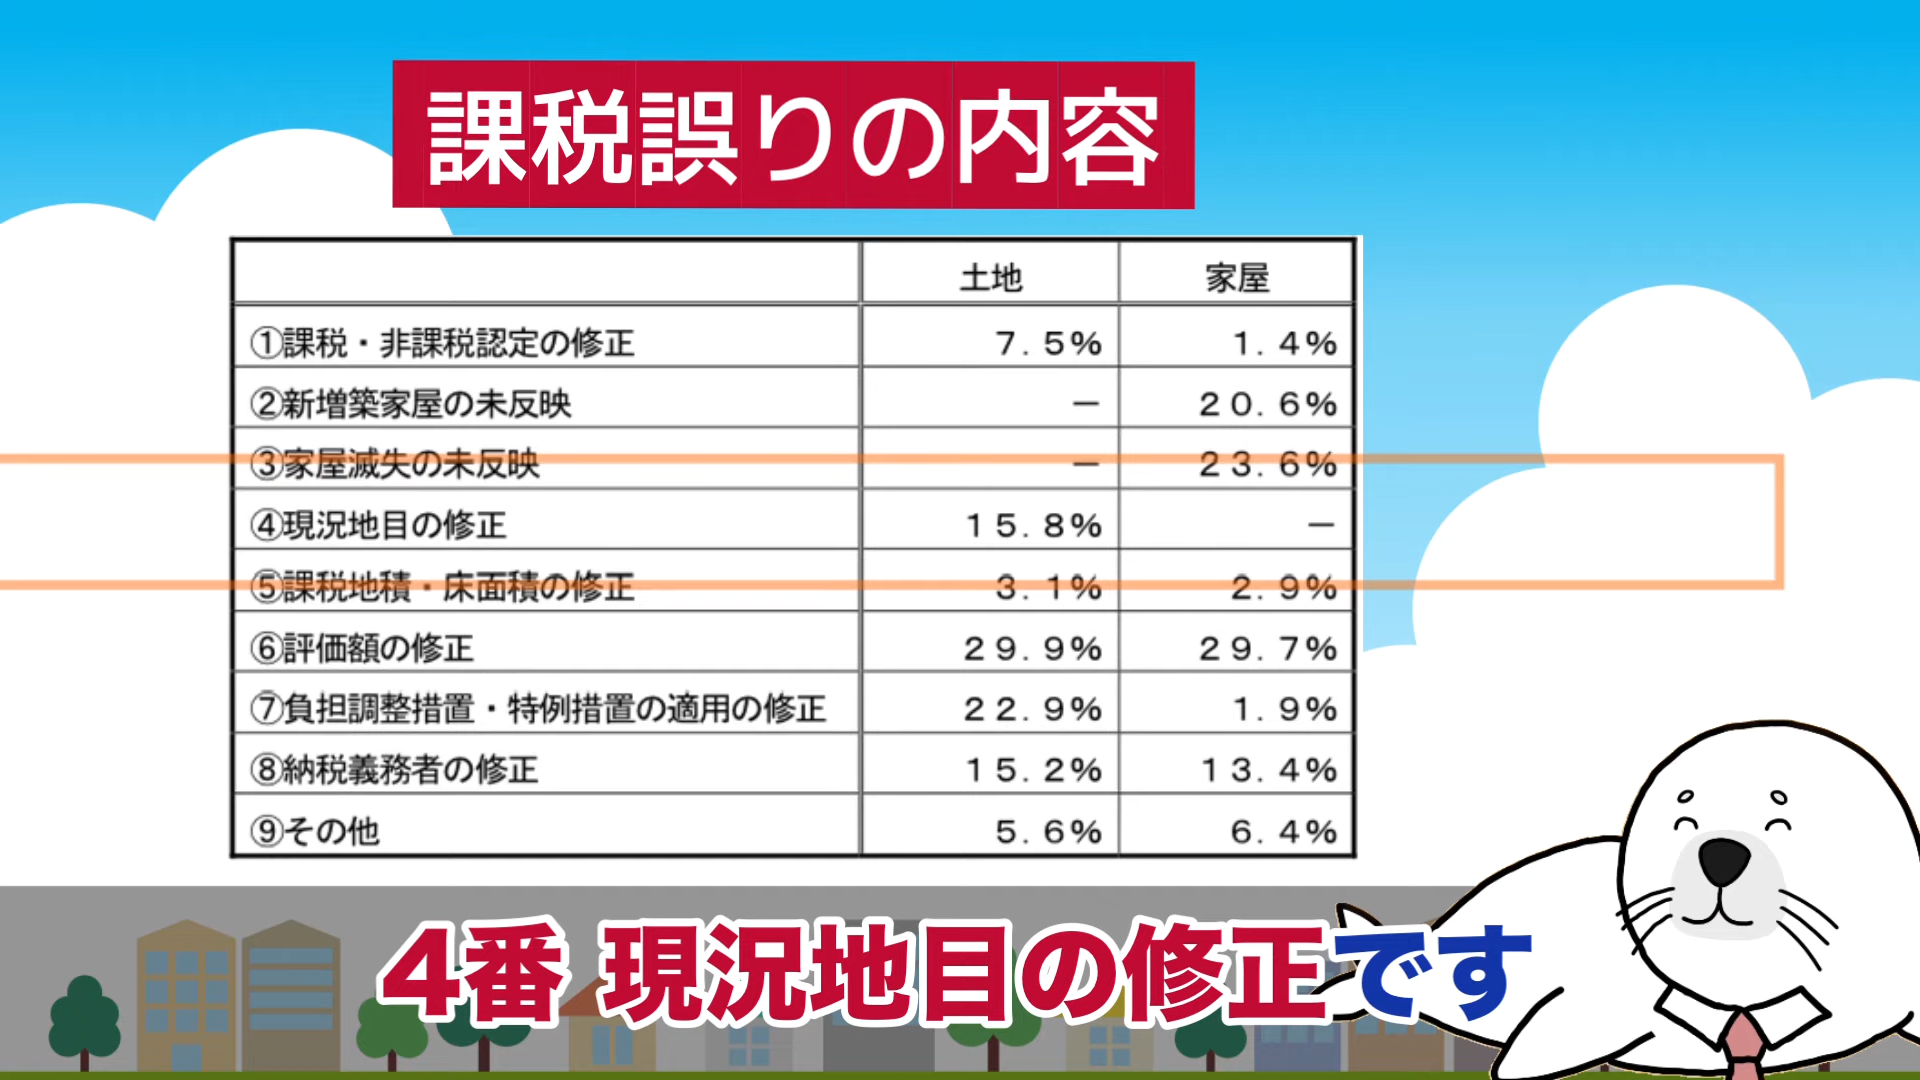 課税誤りの内容
土地 家屋
①課税・非課税認定の修正 7.5% 1.4%
②新増築家屋の未反映 － 20.6%
③家屋滅失の未反映 － 23.6%
④現況地目の修正 15.8% －
⑤課税地積・床面積の修正 3.1% 2.9%
⑥評価額の修正 29.9% 29.7%
⑦負担調整措置・特例措置の適用の修正 22.9% 1.9%
⑧納税義務者の修正 15.2% 13.4%
⑨その他 5.6% 6.4%
4番 現況地目の修正です